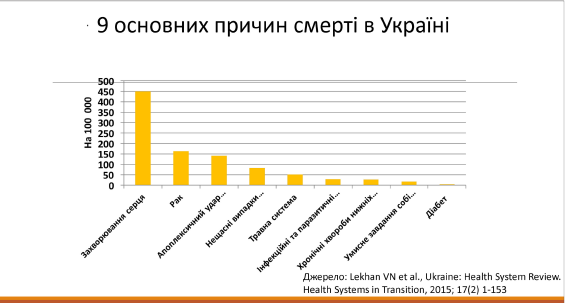 · 9 основних причин смерті в Україні
На 100 000
500
450
400
350
300
250
200
150
100
50
0
Захворювання серця
Рак
Апоплексичний удар...
Нещасні випадки...
Травна система
Інфекційні та паразитичні...
Хронічні хвороби нижніх...
Умисне завдання собі...
Діабет
Джерело: Lekhan VN et al., Ukraine: Health System Review.
Health Systems in Transition, 2015; 17(2) 1-153